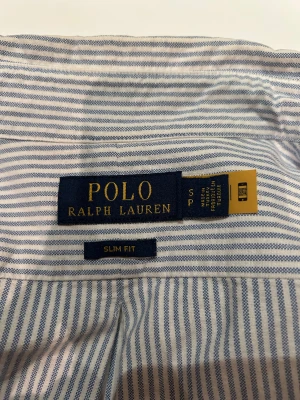 POLO
RALPH LAUREN
S
P
SLIM FIT